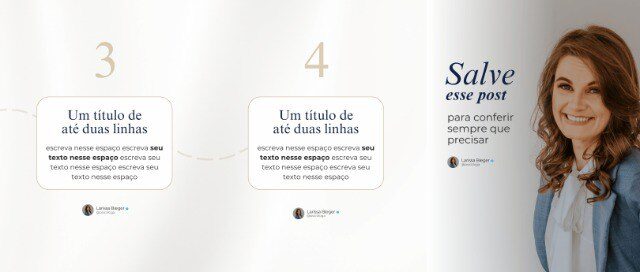 3
Um título de
até duas linhas
escreva nesse espaço escreva seu
texto nesse espaço escreva seu
texto nesse espaço escreva seu
texto nesse espaço
Larissa Berger
4
Um título de
até duas linhas
escreva nesse espaço escreva seu
texto nesse espaço escreva seu
texto nesse espaço escreva seu
texto nesse espaço
Larissa Berger
Salve
esse post
para conferir
sempre que
precisar
Larissa Berger